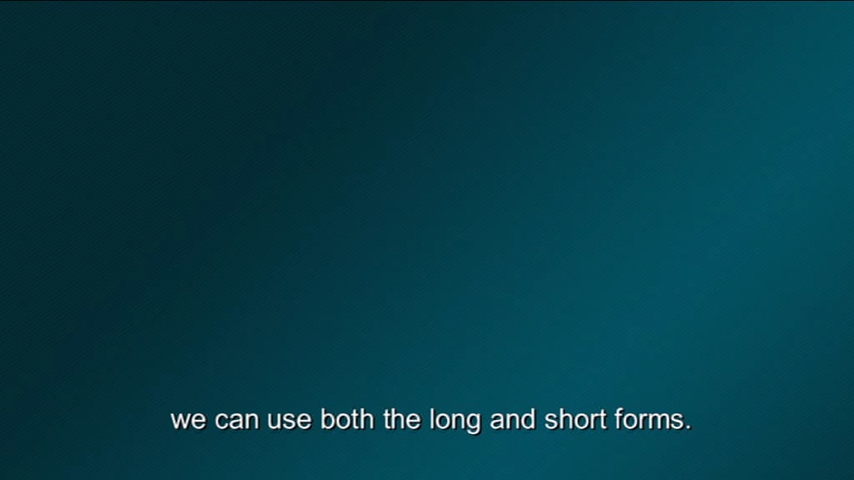 we can use both the long and short forms.